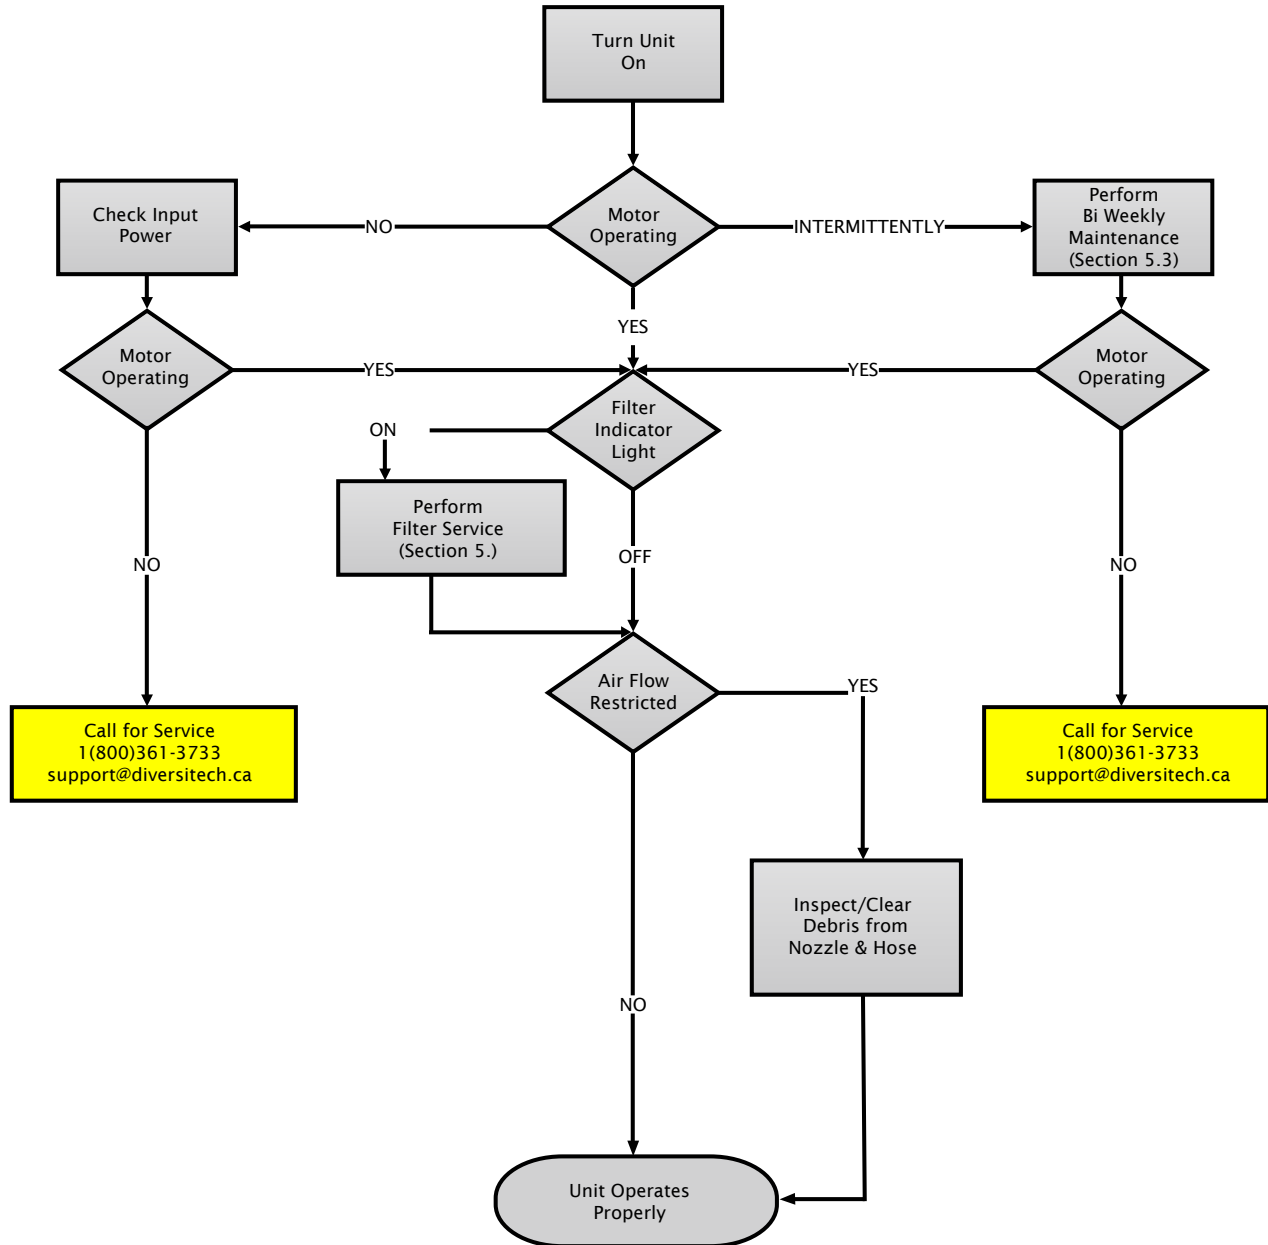 Turn Unit
On
Check Input
Power
NO
Motor
Operating
INTERMITTENTLY
Perform
Bi Weekly
Maintenance
(Section 5.3)
YES
Motor
Operating
YES
YES
Motor
Operating
Filter
Indicator
Light
ON
Perform
Filter Service
(Section 5.)
NO
OFF
NO
Air Flow
Restricted
YES
Call for Service
1(800)361-3733
support@diversitech.ca
Call for Service
1(800)361-3733
support@diversitech.ca
Inspect/Clear
Debris from
Nozzle & Hose
NO
Unit Operates
Properly